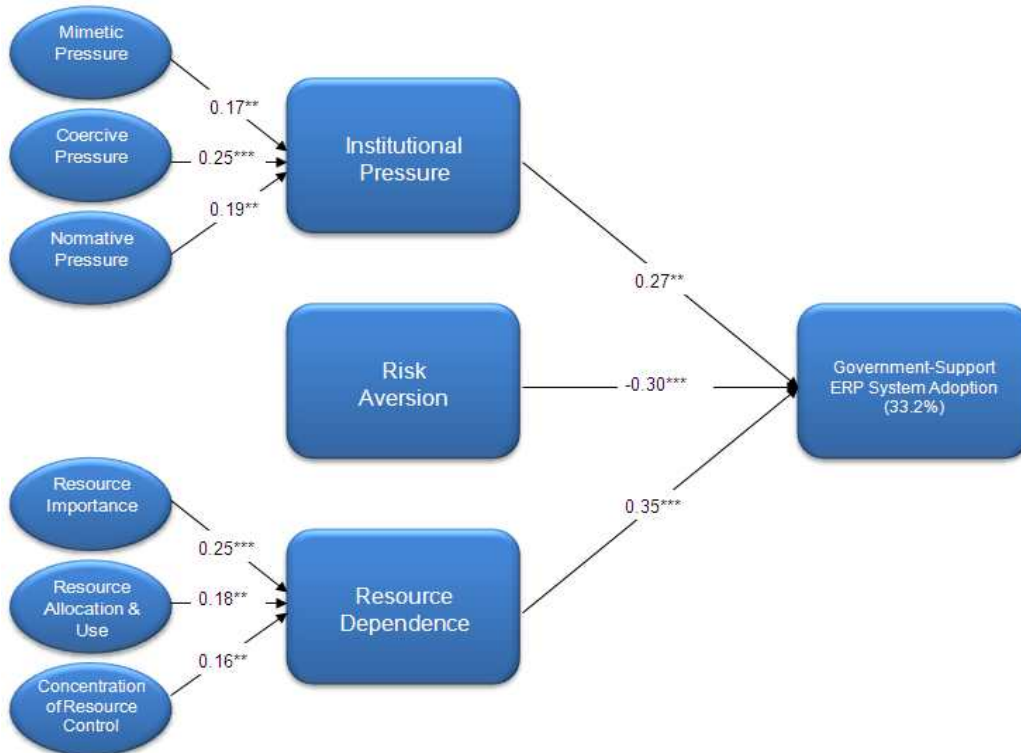 Mimetic
Pressure
0.17**
Coercive
Pressure
0.25***
Normative
Pressure
0.19**
Institutional
Pressure
0.27**
Risk
Aversion
-0.30***
Government-Support
ERP System Adoption
(33.2%)
Resource
Importance
0.25***
Resource
Allocation &
Use
0.18**
Concentration
of Resource
Control
0.16**
Resource
Dependence
0.35***